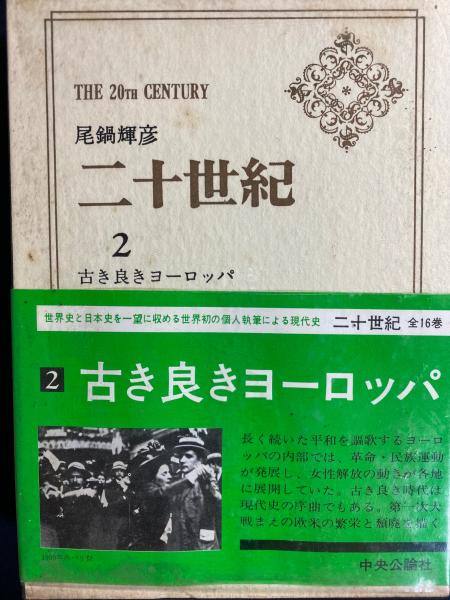 THE 20TH CENTURY
尾鍋輝彦
二十世紀
2
古き良きヨーロッパ
世界史と日本史を一望に収める世界初の個人執筆による現代史 二十世紀 全16巻
2 古き良きヨーロッパ
長く続いた平和を謳歌するヨーロ
ッパの内部では、革命・民族運動
が発展し、女性解放の動きが各地
に展開していた。古き良き時代は
現代史の序曲でもある。第一次大
戦まえの欧米の繁栄と頽廃を描く
中央公論社